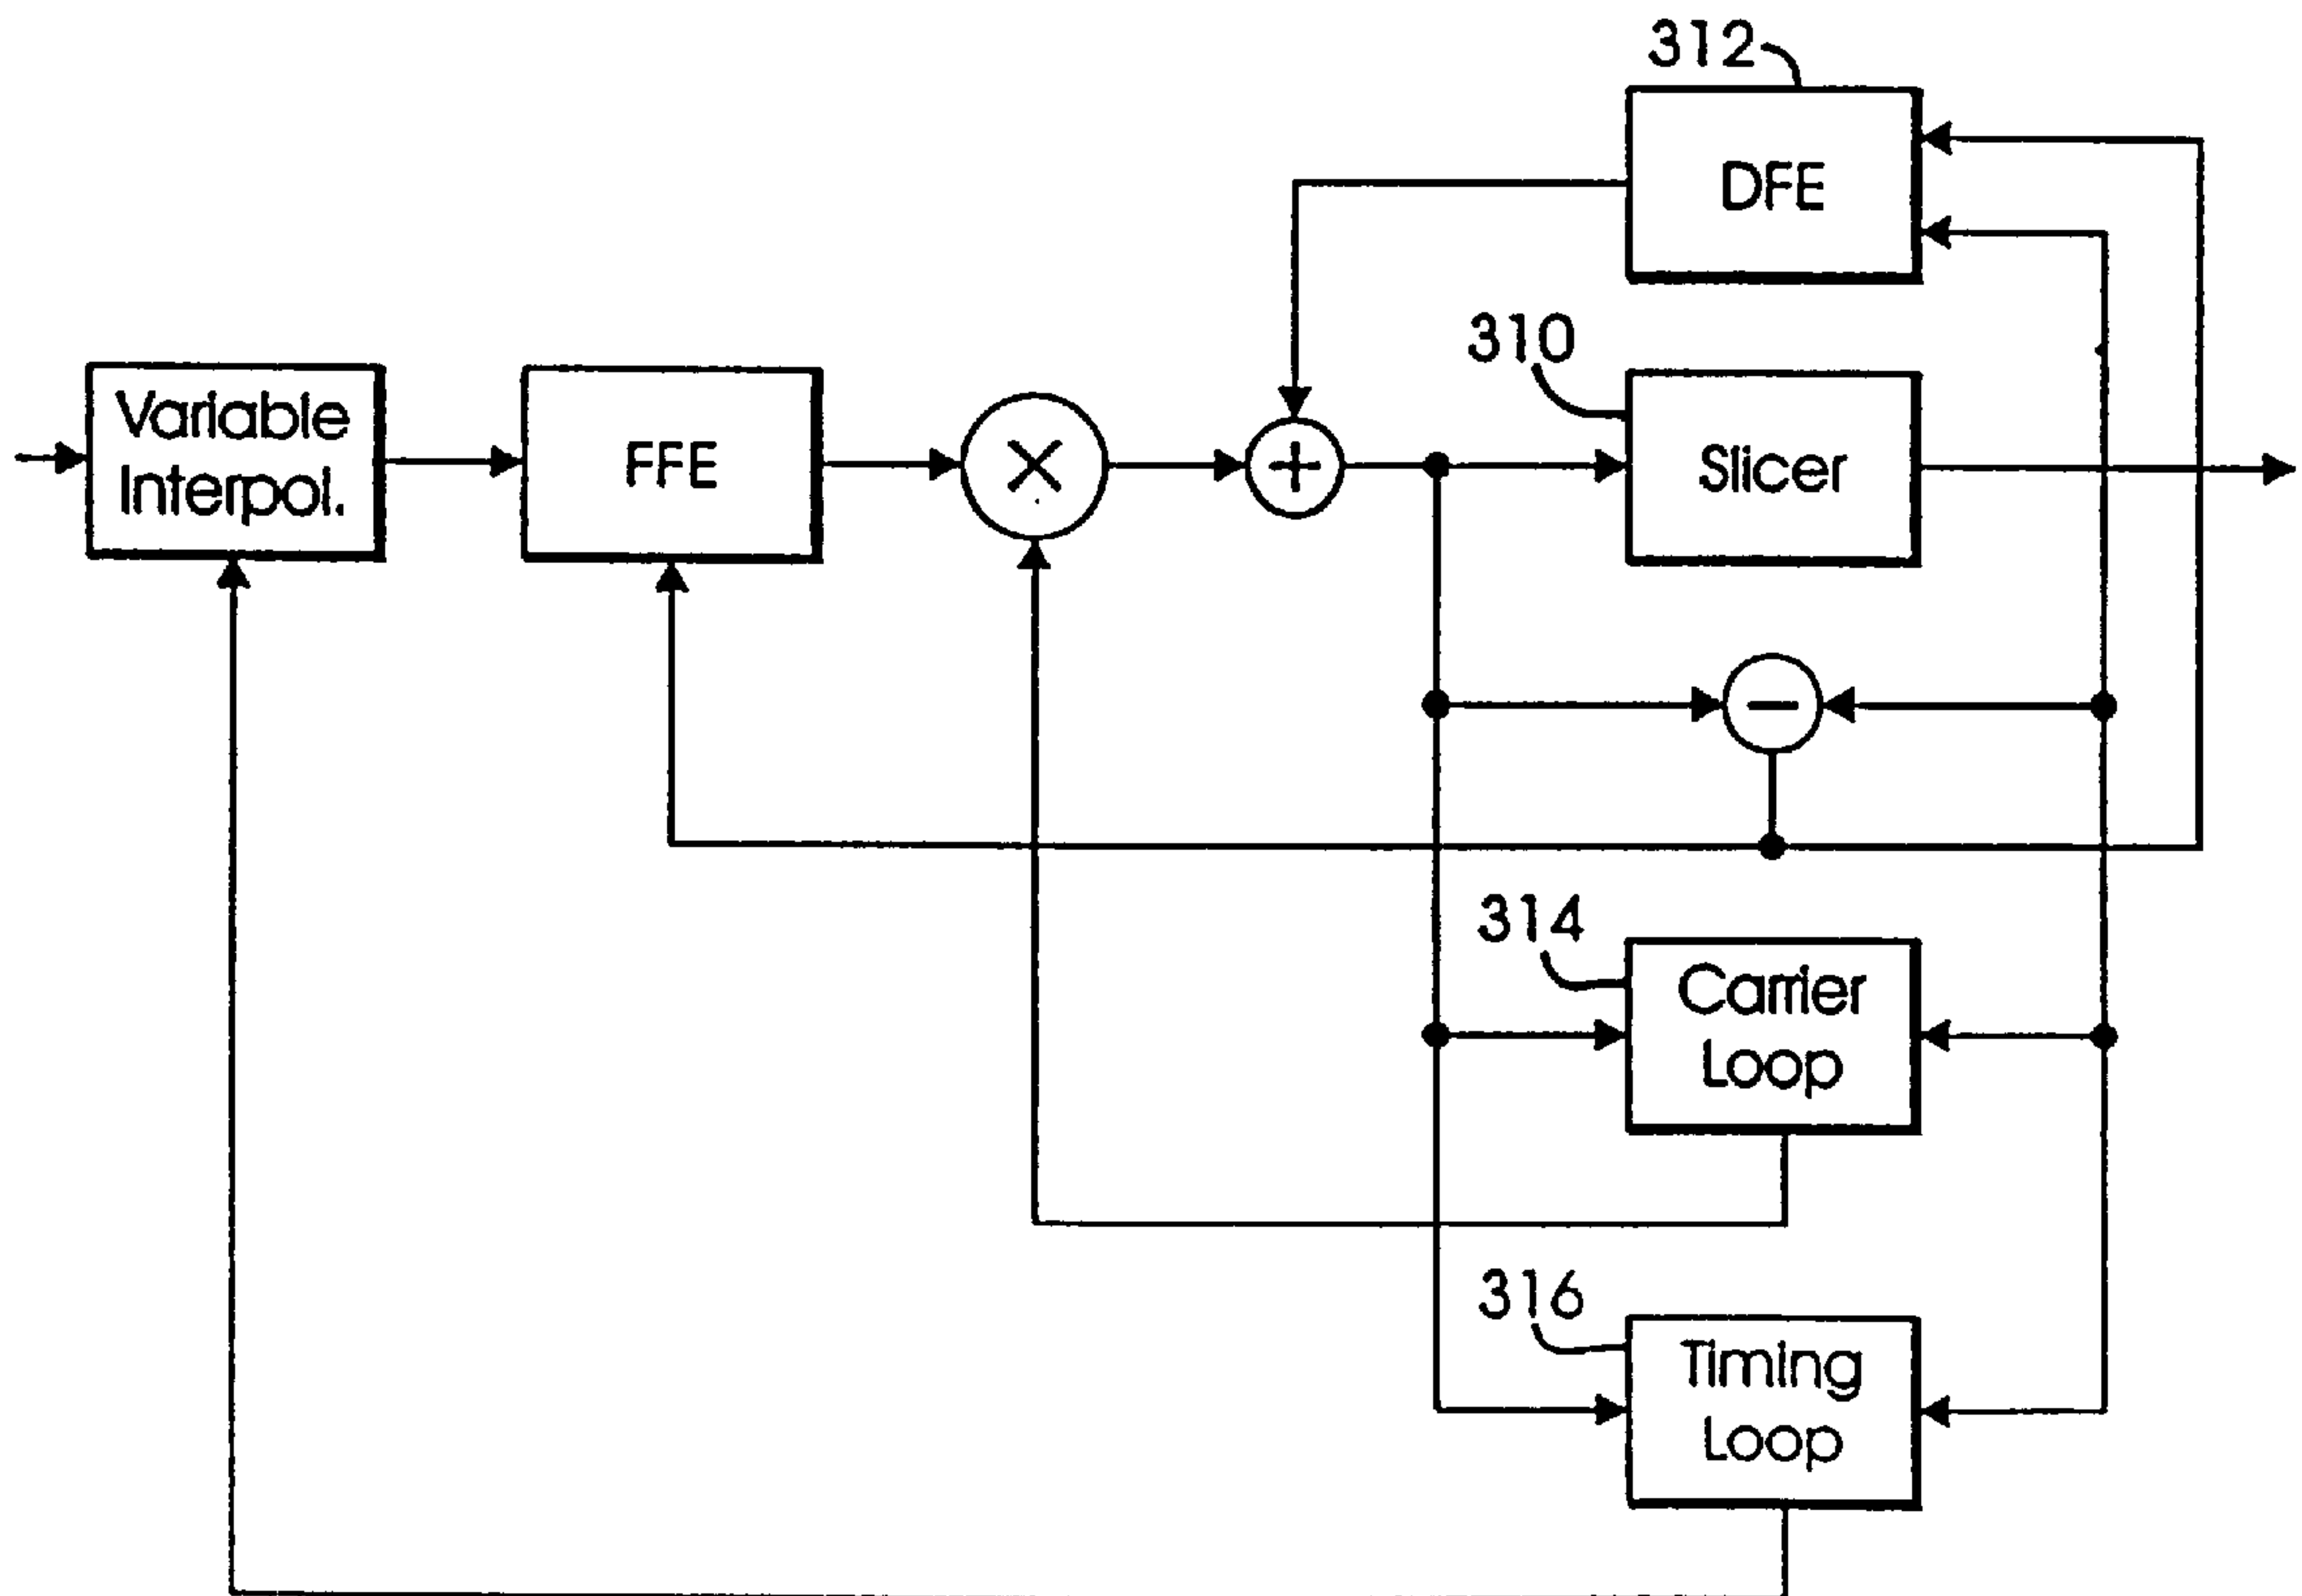 312
DFE
310
Variable
Interpol.
FFE
×
+
Slicer
−
314
Carrier
Loop
316
Timing
Loop